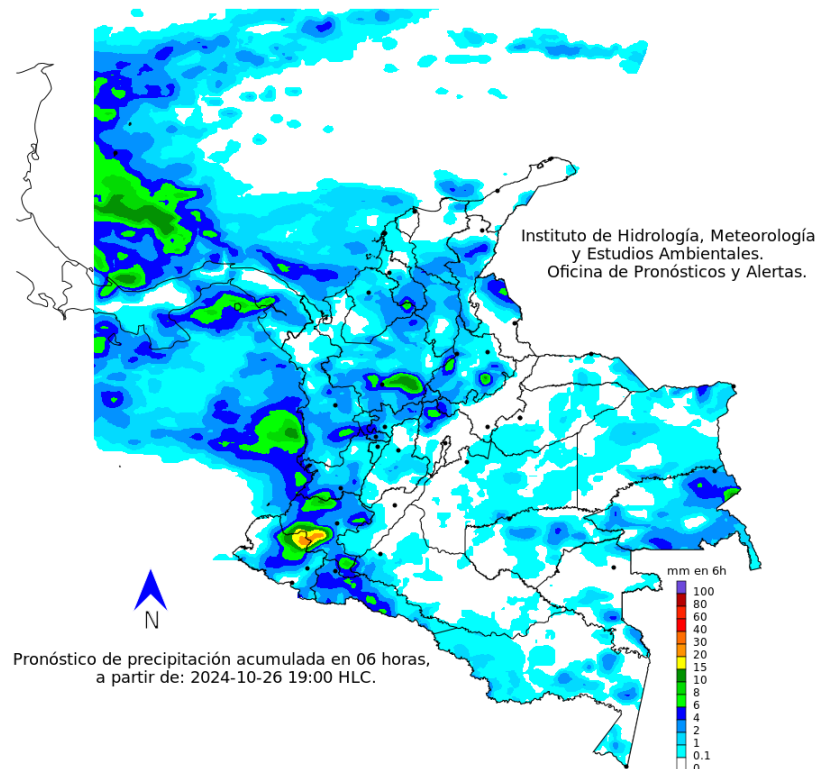 Instituto de Hidrología, Meteorología
y Estudios Ambientales.
Oficina de Pronósticos y Alertas.
mm en 6h
100
80
60
40
30
20
15
10
8
6
4
2
1
0.1
0
N
Pronóstico de precipitación acumulada en 06 horas,
a partir de: 2024-10-26 19:00 HLC.